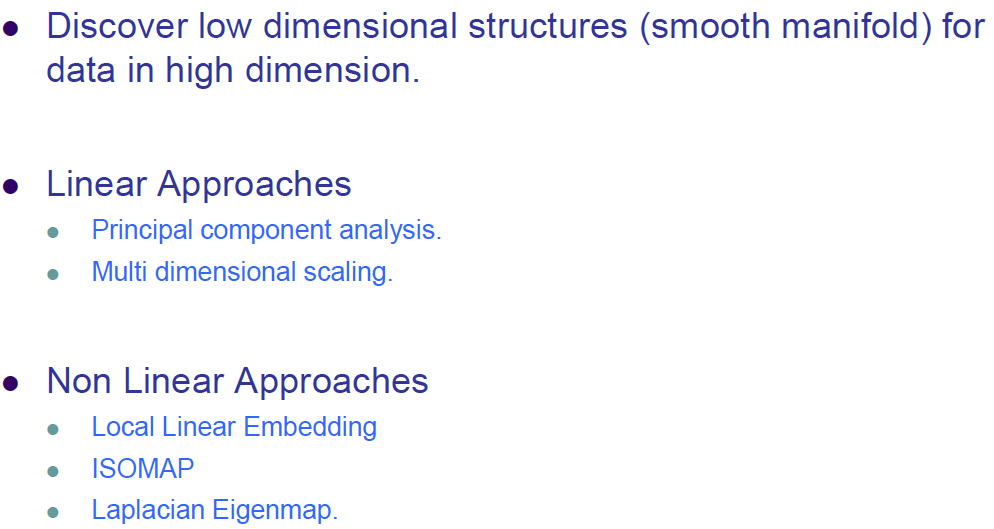 Discover low dimensional structures (smooth manifold) for
data in high dimension.
Linear Approaches
Principal component analysis.
Multi dimensional scaling.
Non Linear Approaches
Local Linear Embedding
ISOMAP
Laplacian Eigenmap.